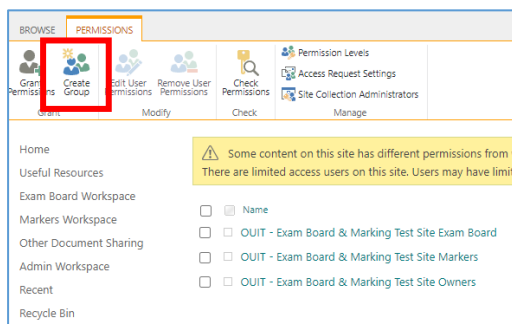 BROWSE PERMISSIONS
Grant Permissions Create Group Edit User Permissions Remove User Permissions Check Permissions
Permission Levels
Access Request Settings
Site Collection Administrators
Grant Modify Check Manage
Home
Useful Resources
Exam Board Workspace
Markers Workspace
Other Document Sharing
Admin Workspace
Recent
Recycle Bin
Some content on this site has different permissions from
There are limited access users on this site. Users may have limi
Name
OUIT - Exam Board & Marking Test Site Exam Board
OUIT - Exam Board & Marking Test Site Markers
OUIT - Exam Board & Marking Test Site Owners